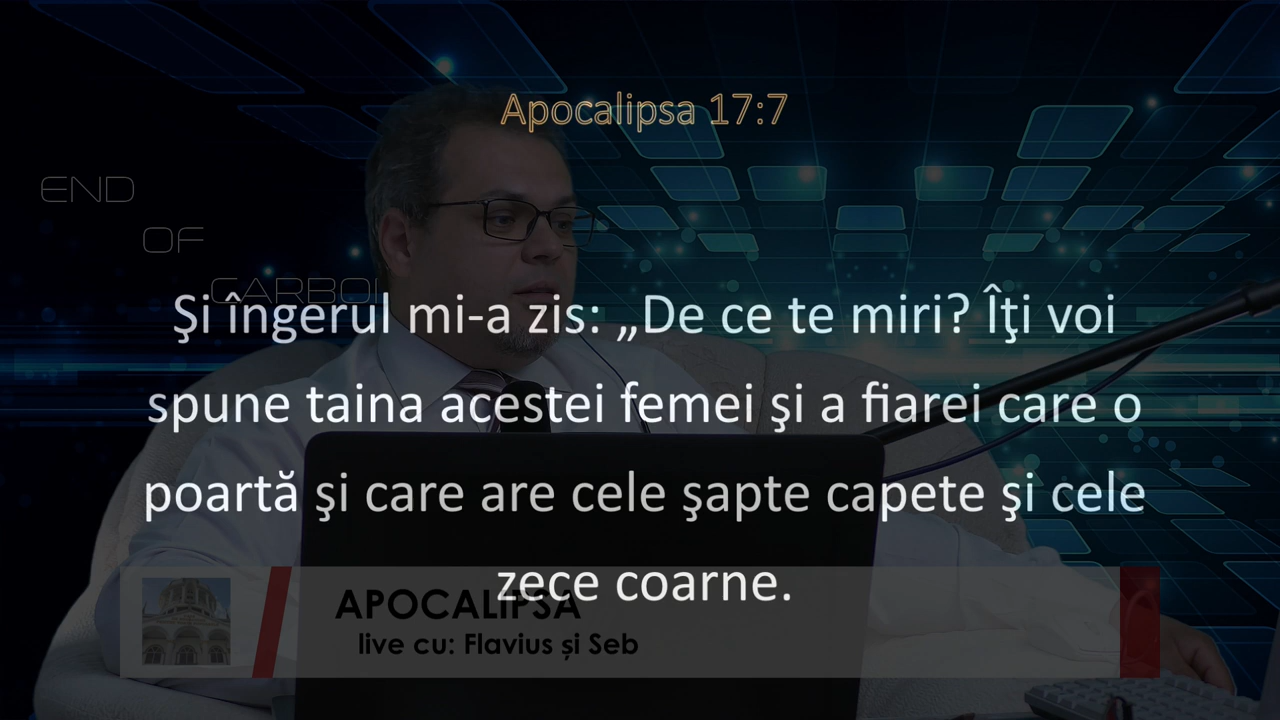 Apocalipsa 17:7
END
OF
CARBO
Şi îngerul mi-a zis: „De ce te miri? Îţi voi
spune taina acestei femei şi a fiarei care o
poartă şi care are cele şapte capete şi cele
zece coarne.
APOCALIPSA
live cu: Flavius și Seb